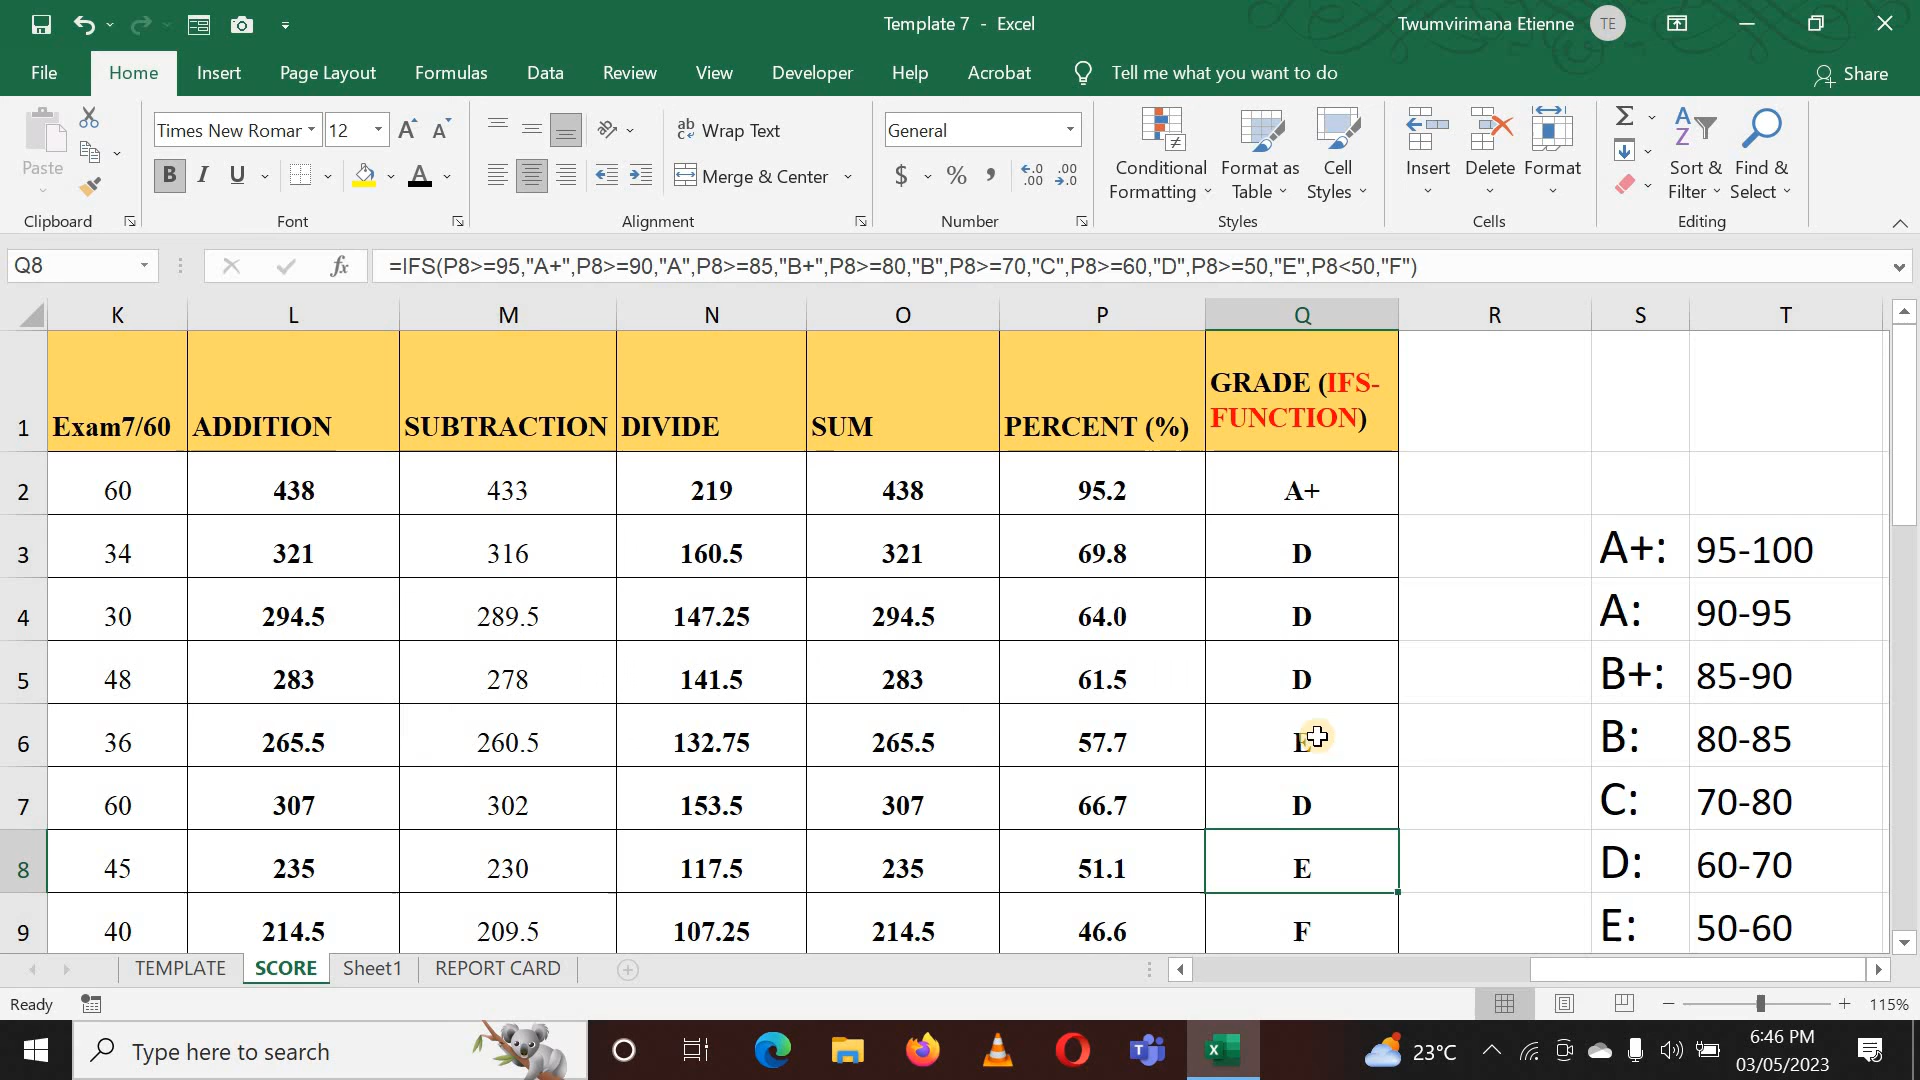 Template 7 - Excel
Twumvirimana Etienne
TE
File
Home
Insert
Page Layout
Formulas
Data
Review
View
Developer
Help
Acrobat
Tell me what you want to do
Share
Paste
Clipboard
Times New Romar
12
A
A
B
I
U
A
Font
ab
Wrap Text
Merge & Center
Alignment
General
$
%
,
.0
.00
.00
.0
Number
Conditional Formatting
Format as Table
Cell Styles
Styles
Insert
Delete
Format
Cells
Sort & Filter
Find & Select
Editing
Q8
fx
=IFS(P8>=95,"A+",P8>=90,"A",P8>=85,"B+",P8>=80,"B",P8>=70,"C",P8>=60,"D",P8>=50,"E",P8<50,"F")
K L M N O P Q R S T
1 Exam7/60 ADDITION SUBTRACTION DIVIDE SUM PERCENT (%) GRADE (IFS-
FUNCTION)
2 60 438 433 219 438 95.2 A+
3 34 321 316 160.5 321 69.8 D A+: 95-100
4 30 294.5 289.5 147.25 294.5 64.0 D A: 90-95
5 48 283 278 141.5 283 61.5 D B+: 85-90
6 36 265.5 260.5 132.75 265.5 57.7 E B: 80-85
7 60 307 302 153.5 307 66.7 D C: 70-80
8 45 235 230 117.5 235 51.1 E D: 60-70
9 40 214.5 209.5 107.25 214.5 46.6 F E: 50-60
TEMPLATE
SCORE
Sheet1
REPORT CARD
Ready
115%
Type here to search
23°C
6:46 PM
03/05/2023